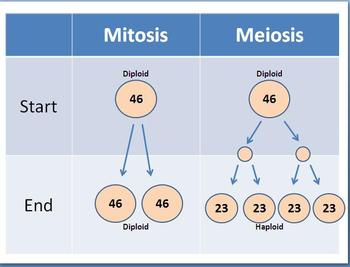 Mitosis
Meiosis
Start
Diploid
46
Diploid
46
End
46
46
Diploid
23
23
23
23
Haploid